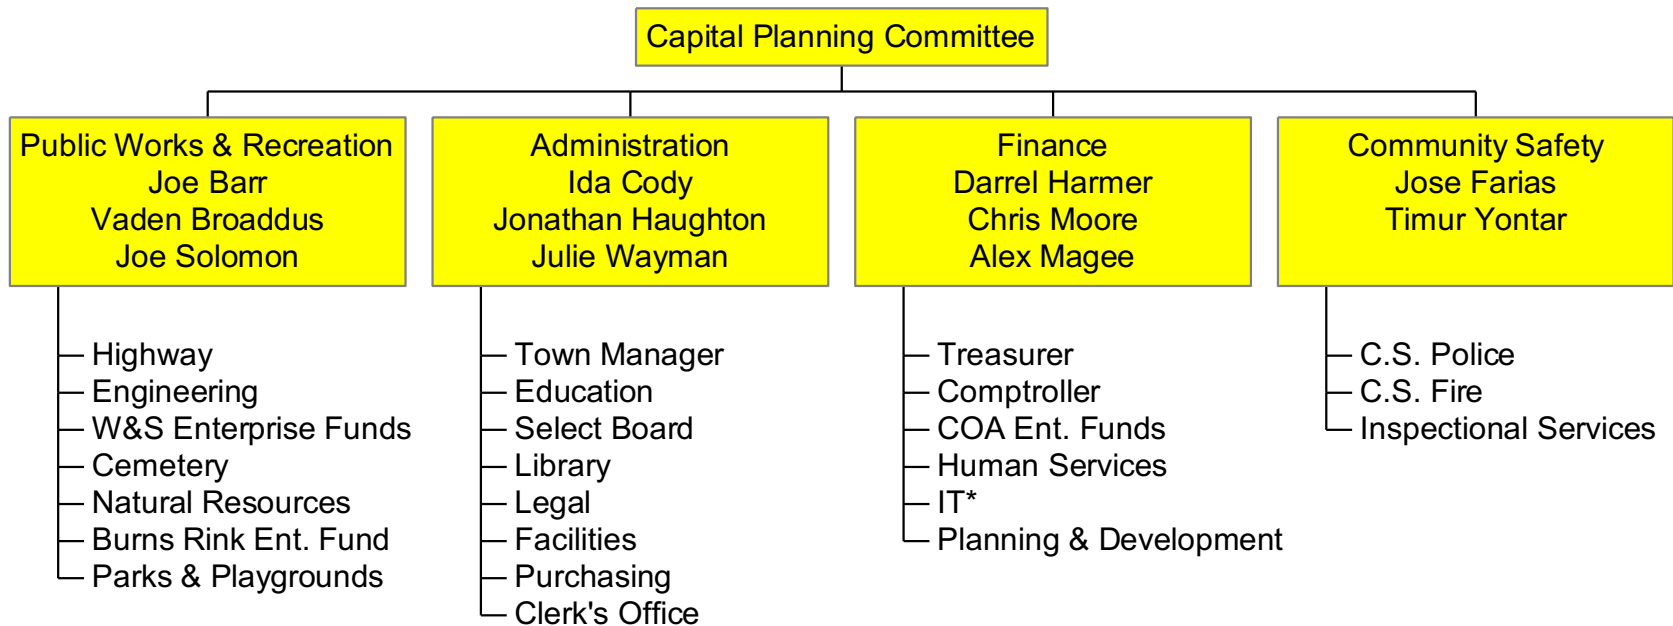 Capital Planning Committee
Public Works & Recreation
Joe Barr
Vaden Broaddus
Joe Solomon
Highway
Engineering
W&S Enterprise Funds
Cemetery
Natural Resources
Burns Rink Ent. Fund
Parks & Playgrounds
Administration
Ida Cody
Jonathan Haughton
Julie Wayman
Town Manager
Education
Select Board
Library
Legal
Facilities
Purchasing
Clerk's Office
Finance
Darrel Harmer
Chris Moore
Alex Magee
Treasurer
Comptroller
COA Ent. Funds
Human Services
IT*
Planning & Development
Community Safety
Jose Farias
Timur Yontar
C.S. Police
C.S. Fire
Inspectional Services